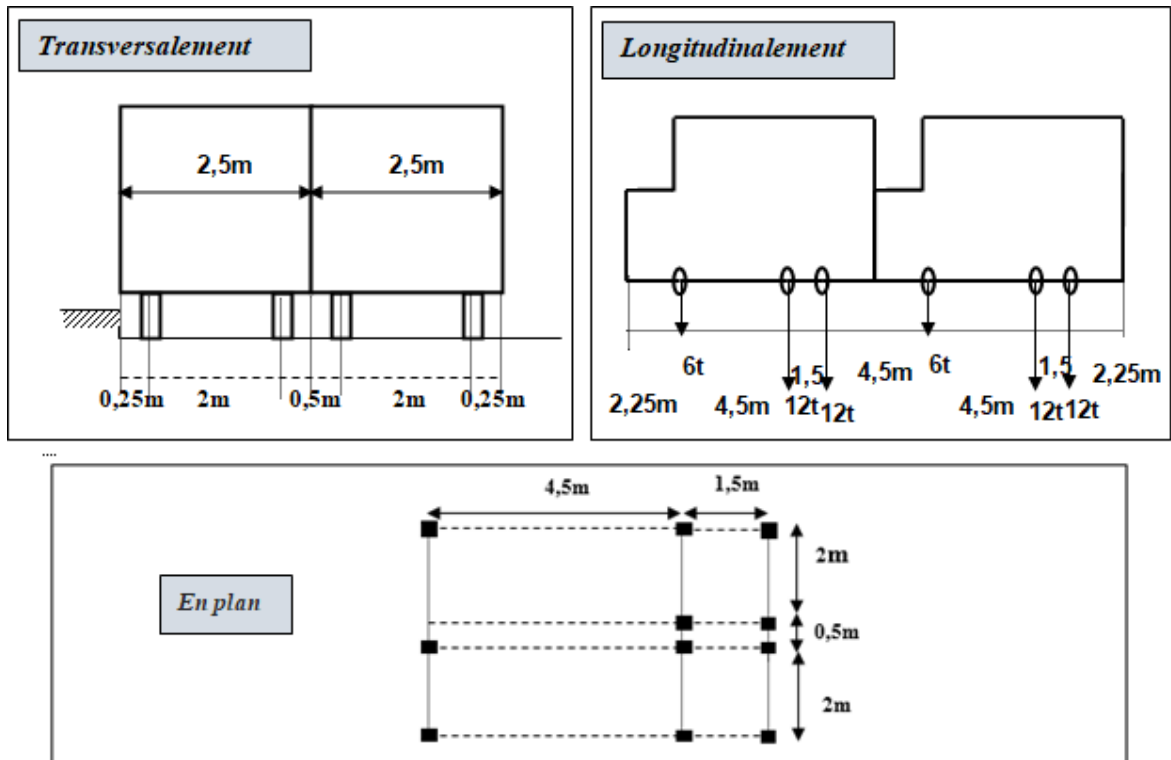 Transversalement
2,5m 2,5m
0,25m 2m 0,5m 2m 0,25m
Longitudinalement
6t 1,5 4,5m 6t 1,5 2,25m
2,25m 4,5m 12t 12t 4,5m 12t 12t
....
4,5m 1,5m
2m
En plan
0,5m
2m